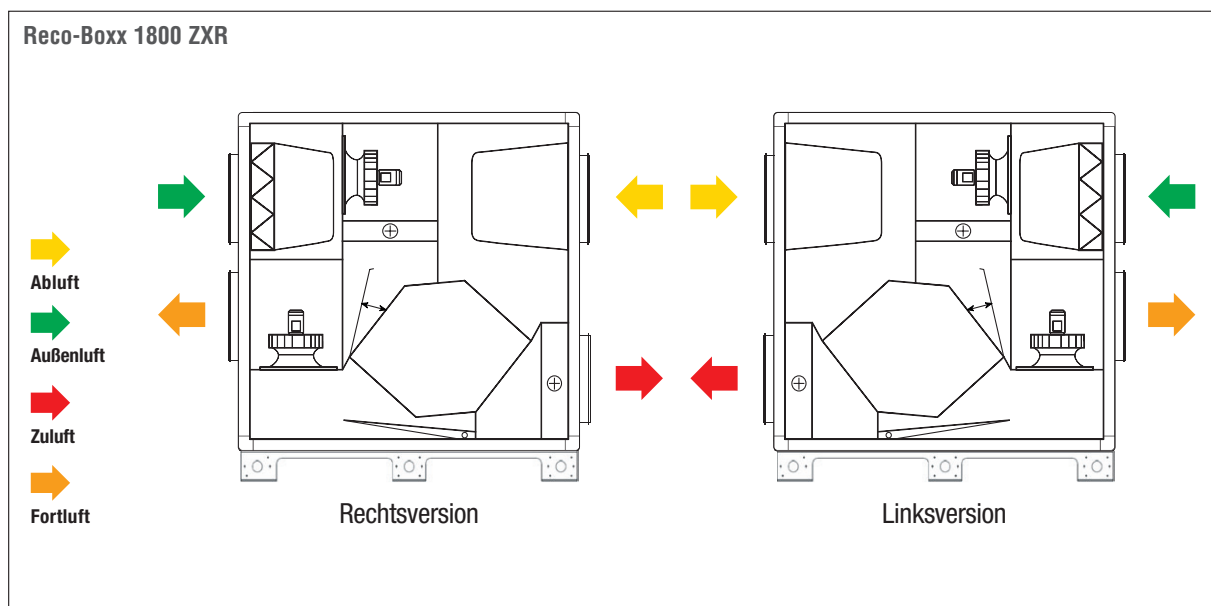 Reco-Boxx 1800 ZXR
Abluft
Außenluft
Zuluft
Fortluft
Rechtsversion
Linksversion